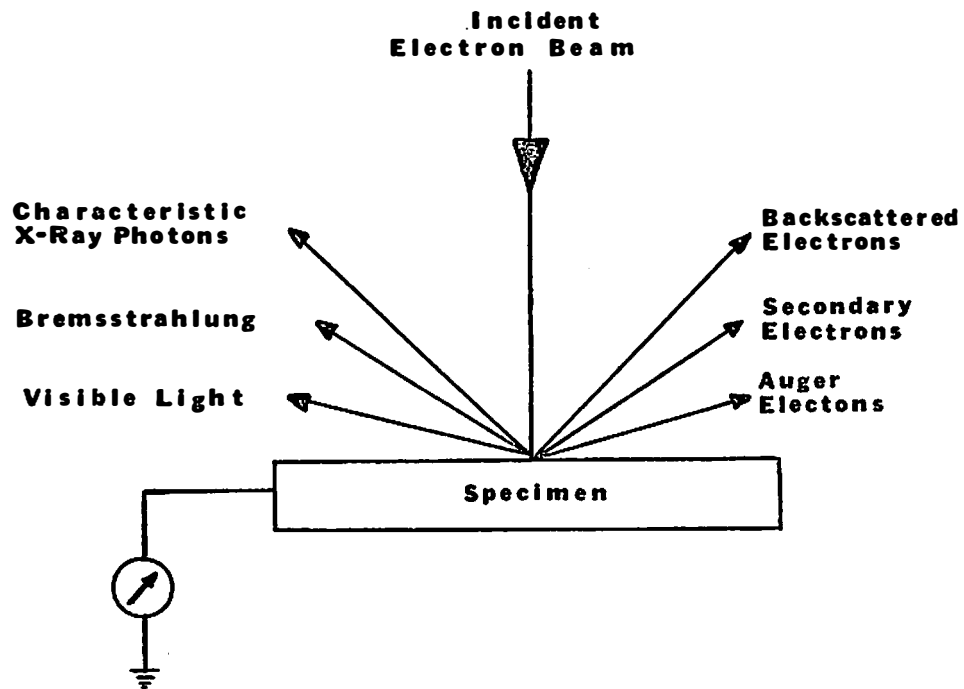 Incident
Electron Beam
Characteristic
X-Ray Photons
Backscattered
Electrons
Bremsstrahlung
Secondary
Electrons
Visible Light
Auger
Electons
Specimen